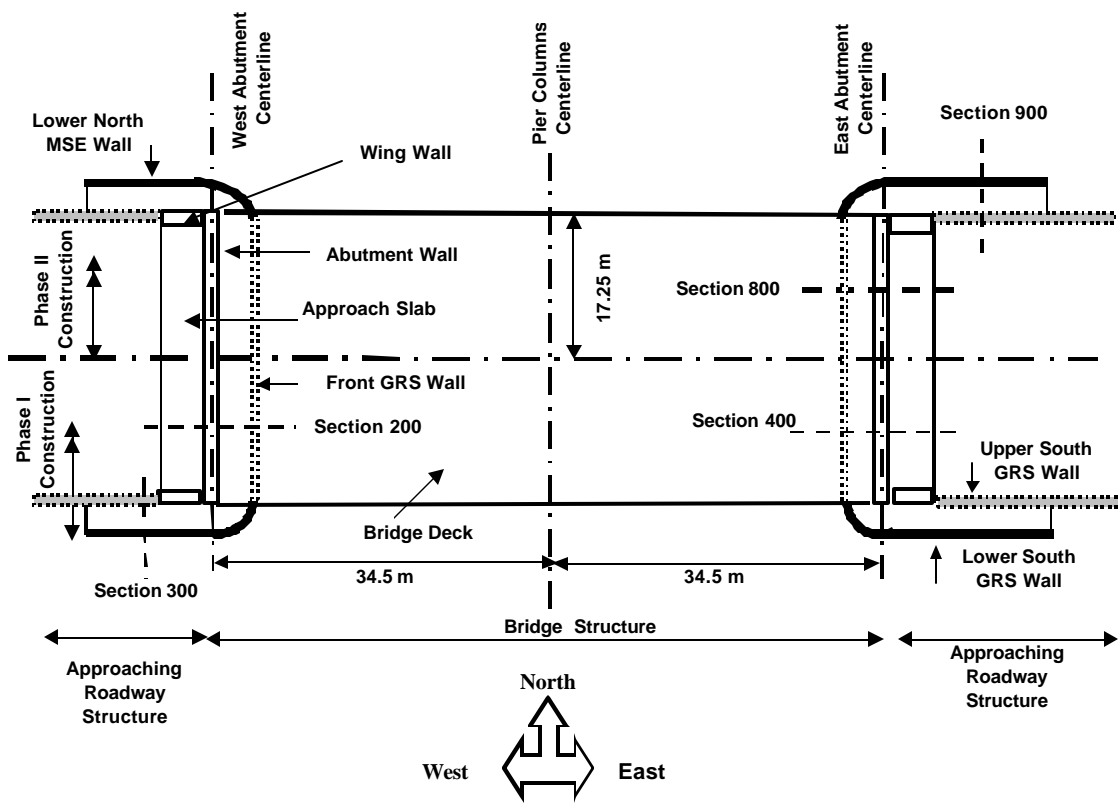 West Abutment
Centerline
Pier Columns
Centerline
East Abutment
Centerline
Section 900
Lower North
MSE Wall
Wing Wall
Phase II
Construction
Abutment Wall
17.25 m
Section 800
Approach Slab
Front GRS Wall
Phase I
Construction
Section 200
Section 400
Upper South
GRS Wall
Bridge Deck
34.5 m
34.5 m
Section 300
Lower South
GRS Wall
Bridge Structure
Approaching
Roadway
Structure
Approaching
Roadway
Structure
North
West
East